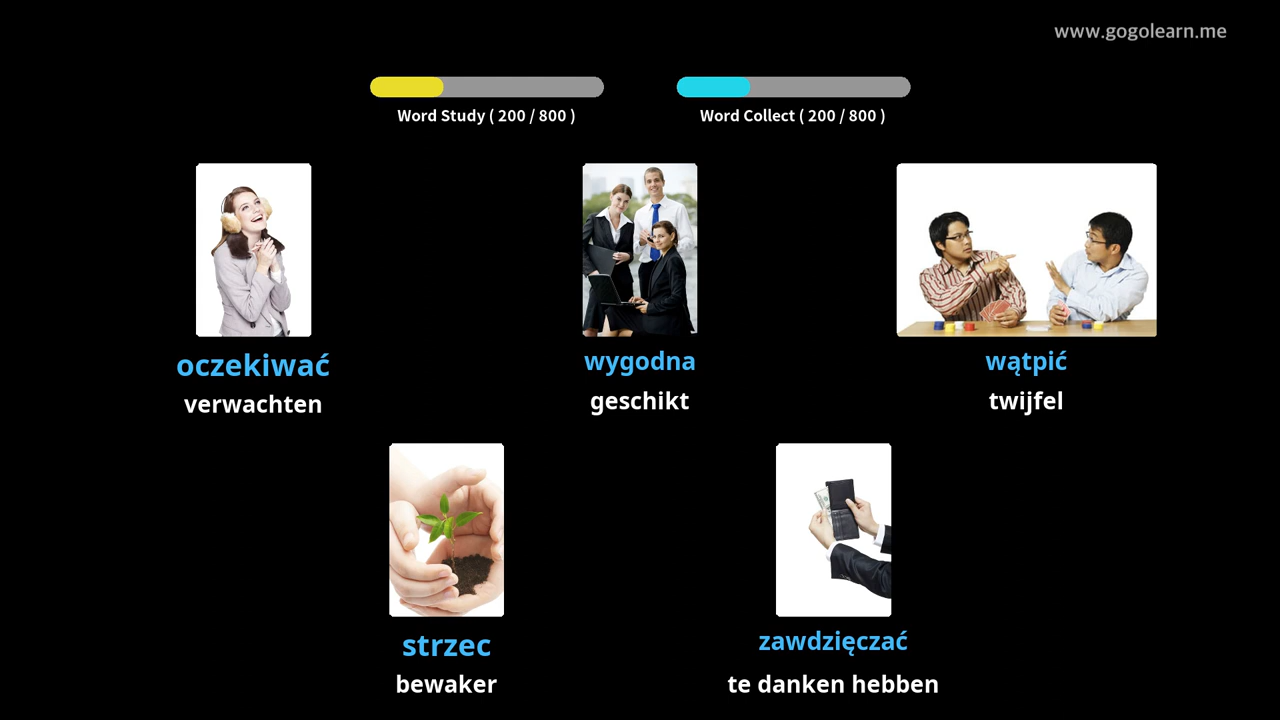 www.gogolearn.me
Word Study ( 200 / 800 )
Word Collect ( 200 / 800 )
oczekiwać
verwachten
wygodna
geschikt
wątpić
twijfel
strzec
bewaker
zawdzięczać
te danken hebben